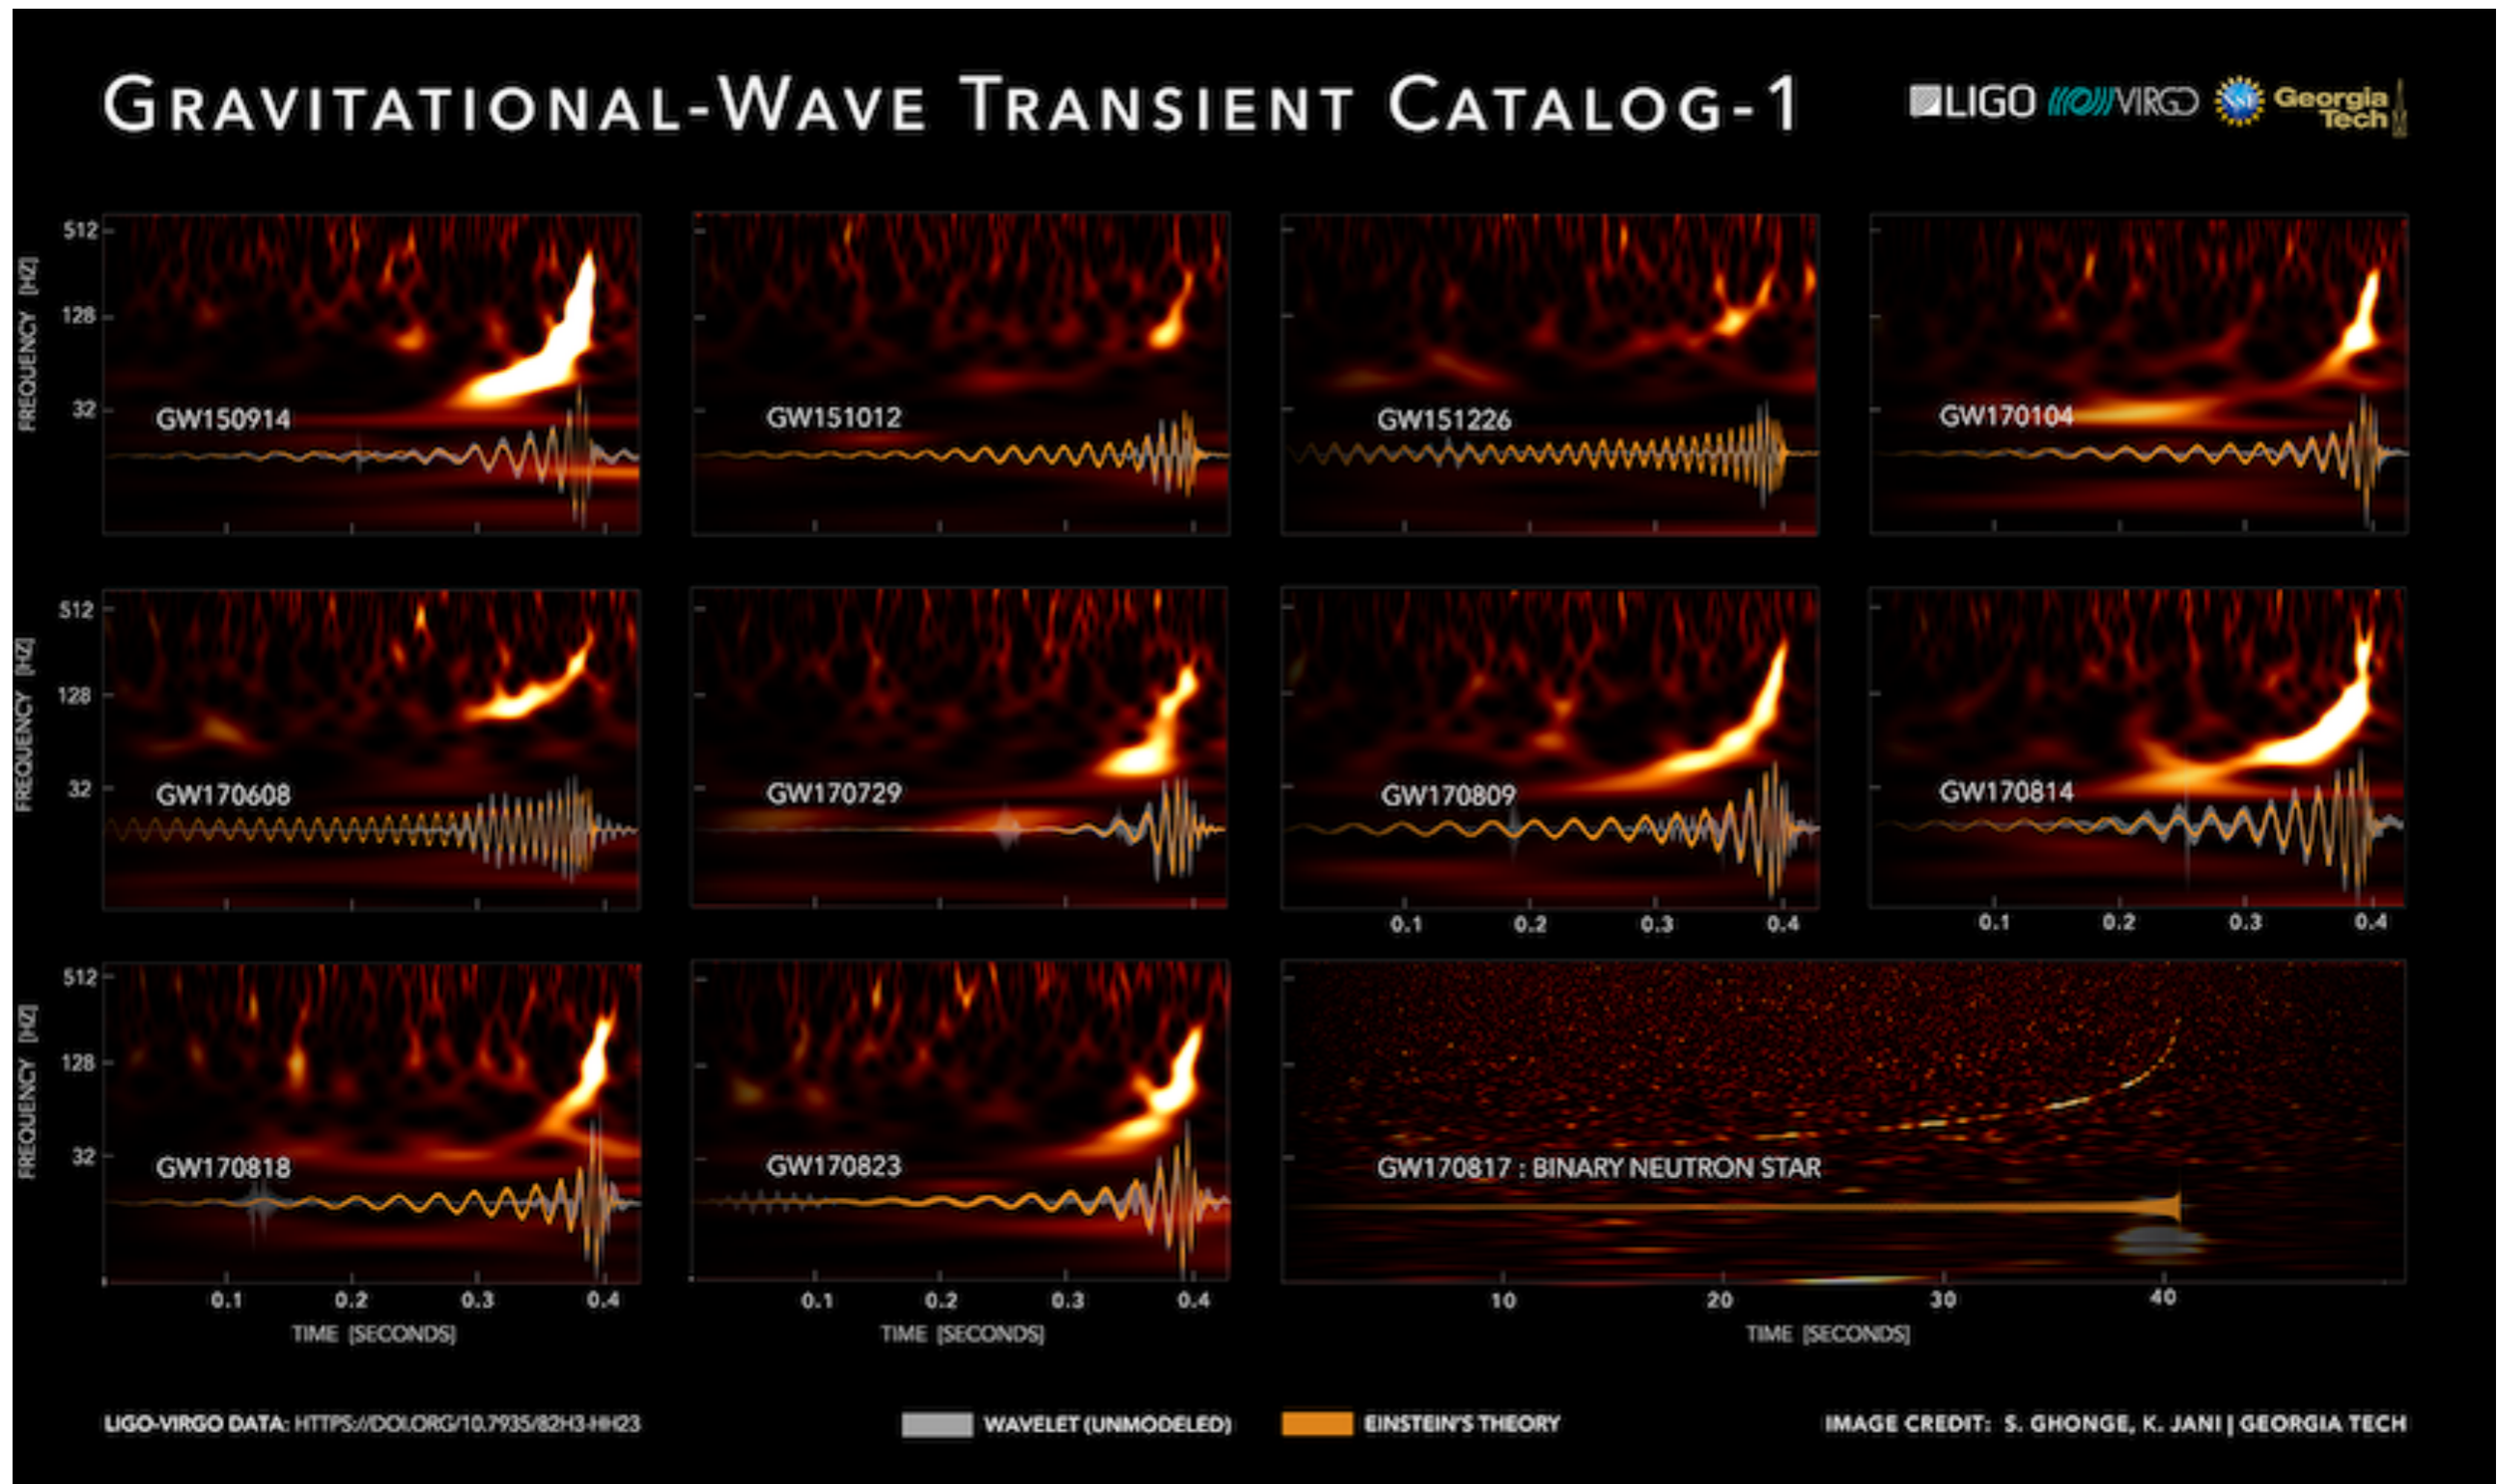 GRAVITATIONAL-WAVE TRANSIENT CATALOG-1
LIGO VIRGO NSF Georgia Tech
FREQUENCY [HZ]
512
128
32
GW150914
GW151012
GW151226
GW170104
FREQUENCY [HZ]
512
128
32
GW170608
GW170729
GW170809
GW170814
0.1 0.2 0.3 0.4
0.1 0.2 0.3 0.4
FREQUENCY [HZ]
512
128
32
GW170818
GW170823
GW170817 : BINARY NEUTRON STAR
0.1 0.2 0.3 0.4
0.1 0.2 0.3 0.4
10 20 30 40
TIME [SECONDS]
TIME [SECONDS]
TIME [SECONDS]
LIGO-VIRGO DATA: HTTPS://DOI.ORG/10.7935/82H3-HH23
WAVELET (UNMODELED)
EINSTEIN'S THEORY
IMAGE CREDIT: S. GHONGE, K. JANI | GEORGIA TECH